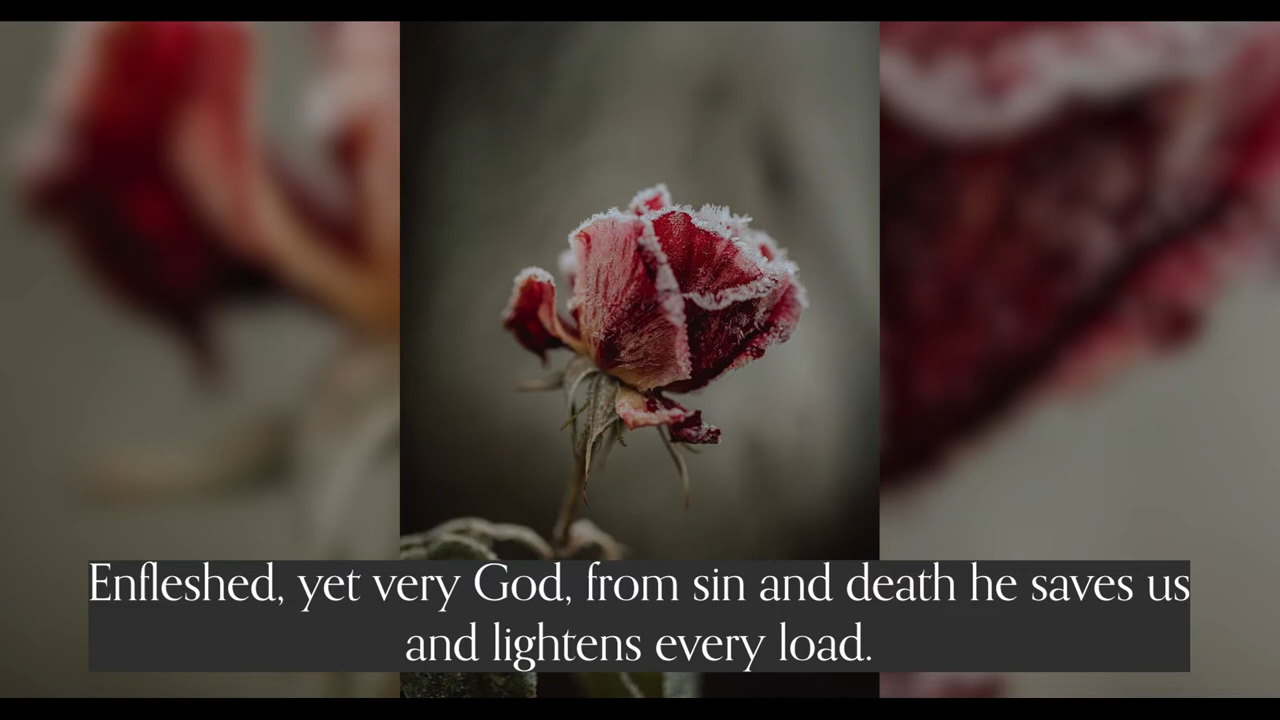 Enfleshed, yet very God, from sin and death he saves us
and lightens every load.